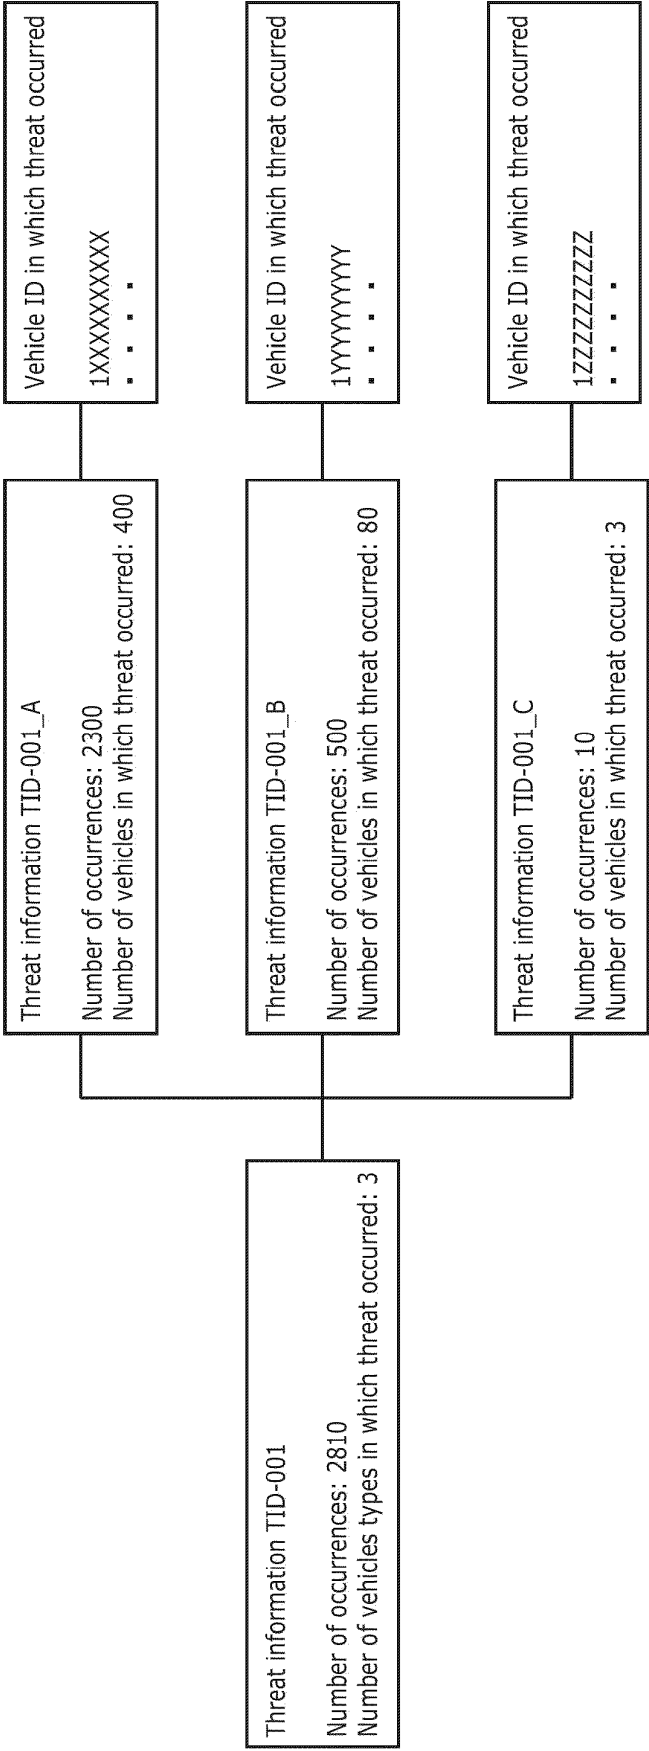 Threat information TID-001
Number of occurrences: 2810
Number of vehicles types in which threat occurred: 3
Threat information TID-001_A
Number of occurrences: 2300
Number of vehicles in which threat occurred: 400
Vehicle ID in which threat occurred
1XXXXXXXXXX
. . . .
Threat information TID-001_B
Number of occurrences: 500
Number of vehicles in which threat occurred: 80
Vehicle ID in which threat occurred
1YYYYYYYYYY
. . . .
Threat information TID-001_C
Number of occurrences: 10
Number of vehicles in which threat occurred: 3
Vehicle ID in which threat occurred
1ZZZZZZZZZZ
. . . .